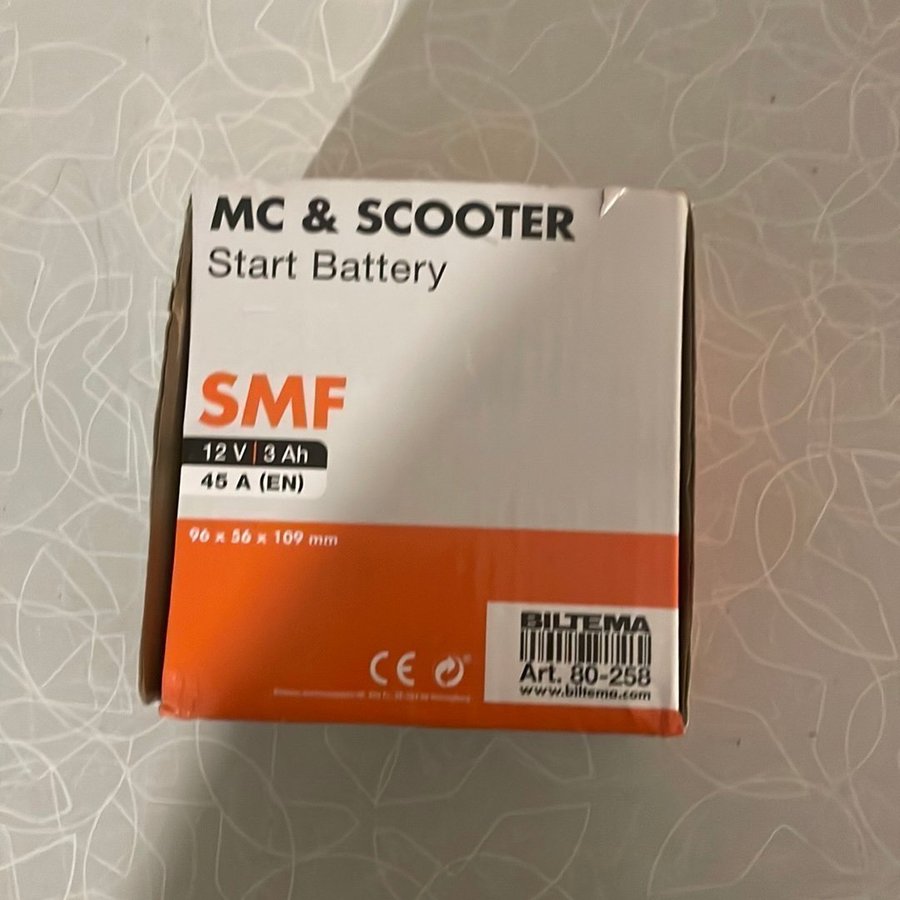 MC & SCOOTER
Start Battery
SMF
12 V | 3 Ah
45 A (EN)
96 x 56 x 109 mm
CE
BILTEMA
Art. 80-258
www.biltema.com